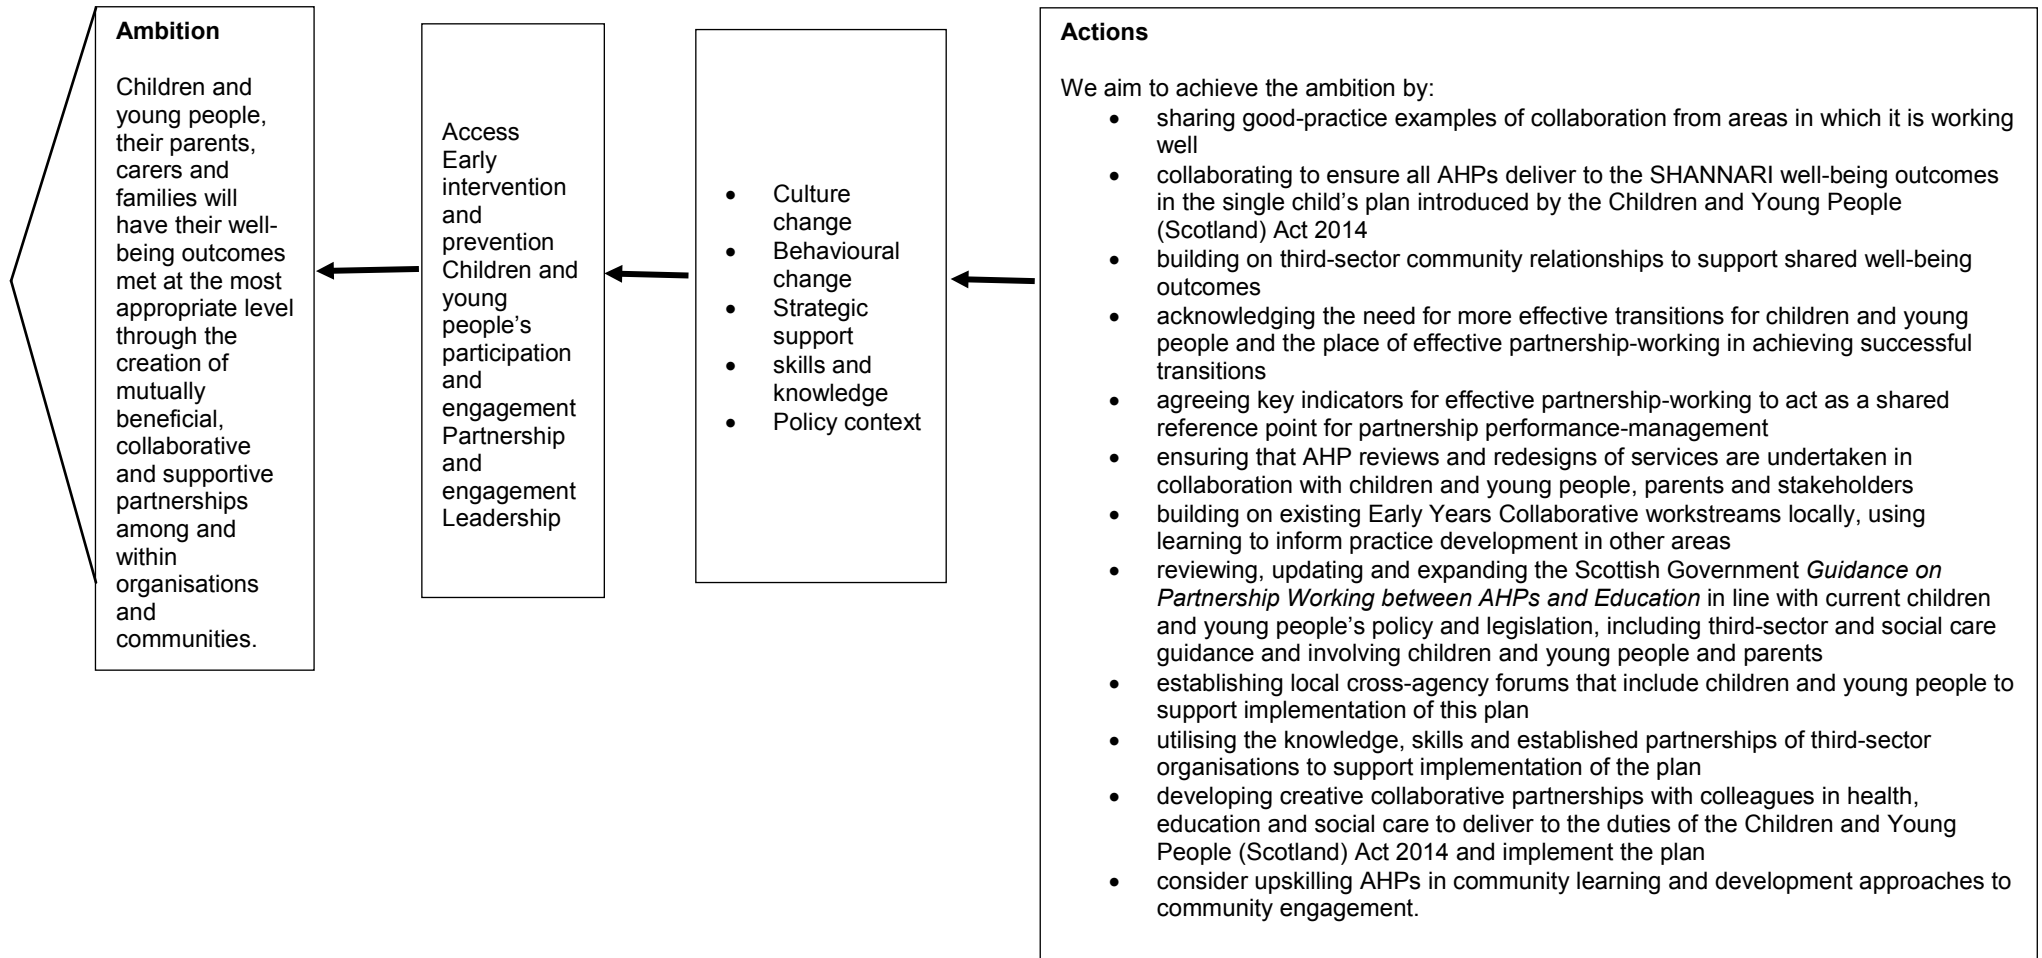 Ambition
Children and
young people,
their parents,
carers and
families will
have their well-
being outcomes
met at the most
appropriate level
through the
creation of
mutually
beneficial,
collaborative
and supportive
partnerships
among and
within
organisations
and
communities.
Access
Early
intervention
and
prevention
Children and
young
people’s
participation
and
engagement
Partnership
and
engagement
Leadership
• Culture
change
• Behavioural
change
• Strategic
support
• skills and
knowledge
• Policy context
Actions
We aim to achieve the ambition by:
• sharing good-practice examples of collaboration from areas in which it is working
well
• collaborating to ensure all AHPs deliver to the SHANNARI well-being outcomes
in the single child’s plan introduced by the Children and Young People
(Scotland) Act 2014
• building on third-sector community relationships to support shared well-being
outcomes
• acknowledging the need for more effective transitions for children and young
people and the place of effective partnership-working in achieving successful
transitions
• agreeing key indicators for effective partnership-working to act as a shared
reference point for partnership performance-management
• ensuring that AHP reviews and redesigns of services are undertaken in
collaboration with children and young people, parents and stakeholders
• building on existing Early Years Collaborative workstreams locally, using
learning to inform practice development in other areas
• reviewing, updating and expanding the Scottish Government Guidance on
Partnership Working between AHPs and Education in line with current children
and young people’s policy and legislation, including third-sector and social care
guidance and involving children and young people and parents
• establishing local cross-agency forums that include children and young people to
support implementation of this plan
• utilising the knowledge, skills and established partnerships of third-sector
organisations to support implementation of the plan
• developing creative collaborative partnerships with colleagues in health,
education and social care to deliver to the duties of the Children and Young
People (Scotland) Act 2014 and implement the plan
• consider upskilling AHPs in community learning and development approaches to
community engagement.